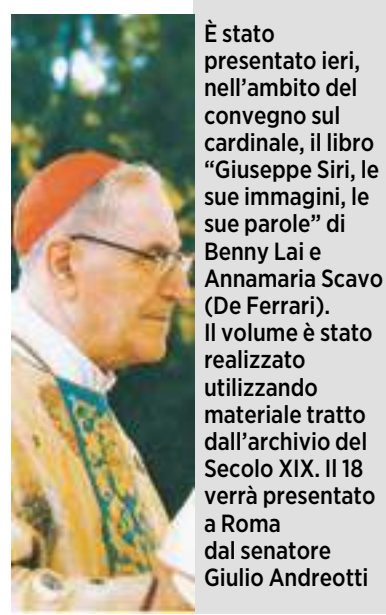 È stato
presentato ieri,
nell’ambito del
convegno sul
cardinale, il libro
“Giuseppe Siri, le
sue immagini, le
sue parole” di
Benny Lai e
Annamaria Scavo
(De Ferrari).
Il volume è stato
realizzato
utilizzando
materiale tratto
dall’archivio del
Secolo XIX. Il 18
verrà presentato
a Roma
dal senatore
Giulio Andreotti